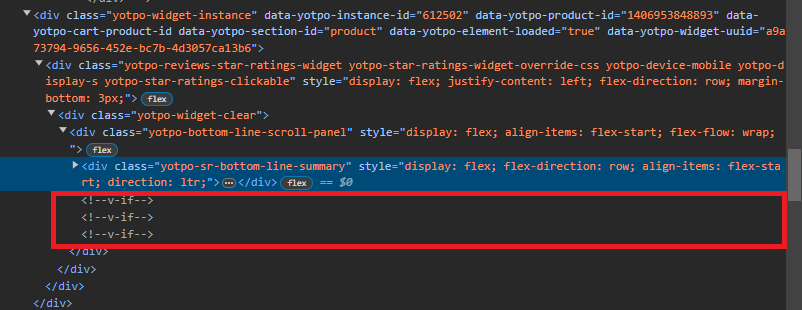 </div>
<div class="yotpo-widget-instance" data-yotpo-instance-id="612502" data-yotpo-product-id="1406953848893" data-
yotpo-cart-product-id data-yotpo-section-id="product" data-yotpo-element-loaded="true" data-yotpo-widget-uuid="a9a
73794-9656-452e-bc7b-4d3057ca13b6">
<div class="yotpo-reviews-star-ratings-widget yotpo-star-ratings-widget-override-css yotpo-device-mobile yotpo-d
isplay-s yotpo-star-ratings-clickable" style="display: flex; justify-content: left; flex-direction: row; margin-
bottom: 3px;"> flex
<div class="yotpo-widget-clear">
<div class="yotpo-bottom-line-scroll-panel" style="display: flex; align-items: flex-start; flex-flow: wrap;
"> flex
<div class="yotpo-sr-bottom-line-summary" style="display: flex; flex-direction: row; align-items: flex-sta
rt; direction: ltr;"> … </div> flex == $0
<!--v-if-->
<!--v-if-->
<!--v-if-->
</div>
</div>
</div>
</div>